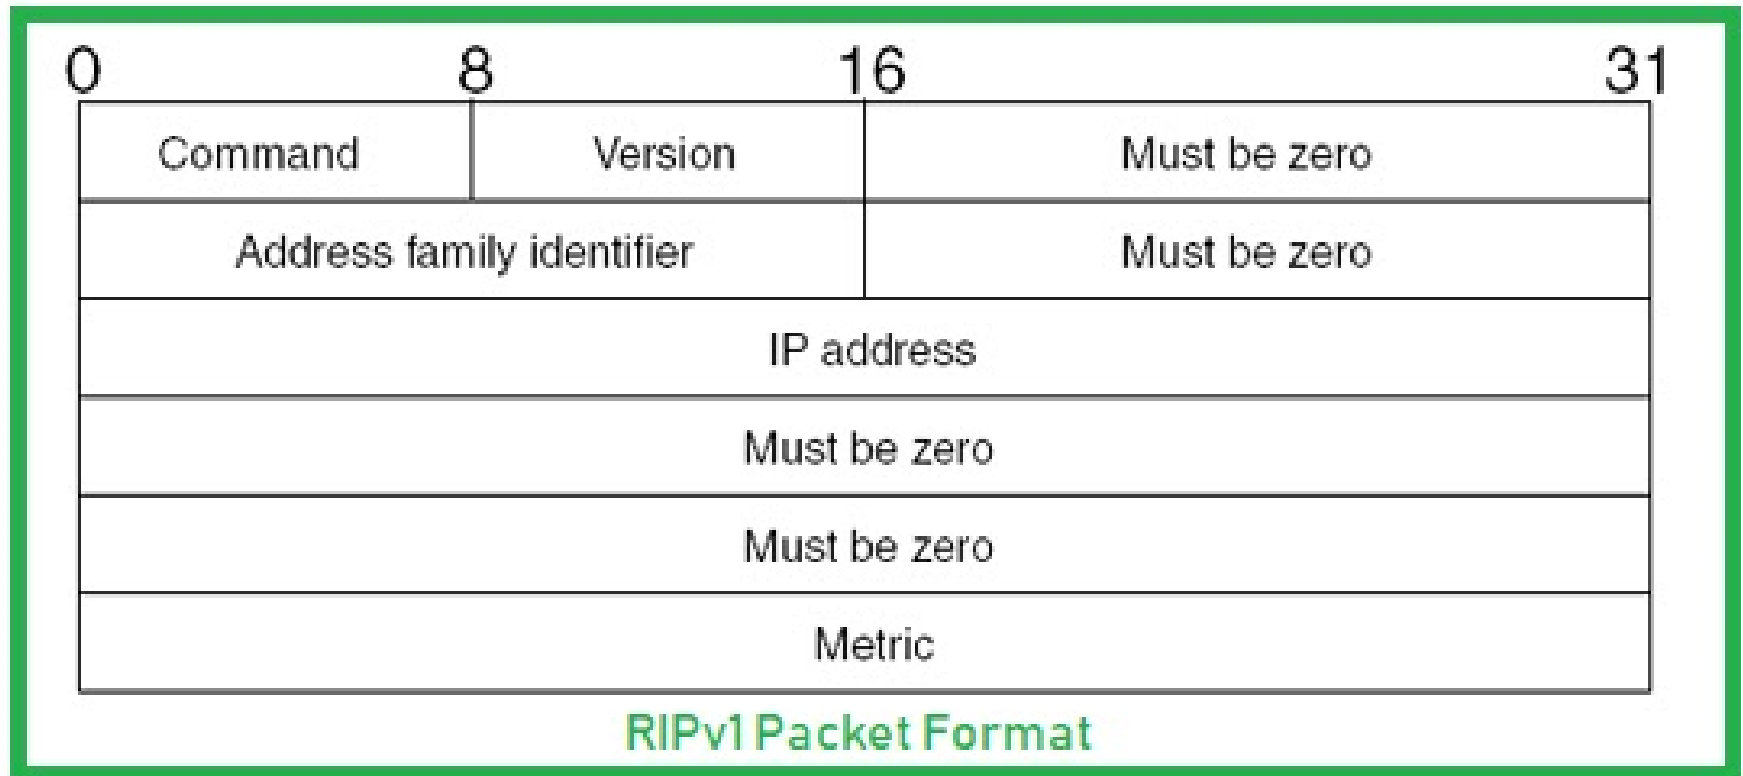 0 8 16 31
Command Version Must be zero
Address family identifier Must be zero
IP address
Must be zero
Must be zero
Metric
RIPv1 Packet Format